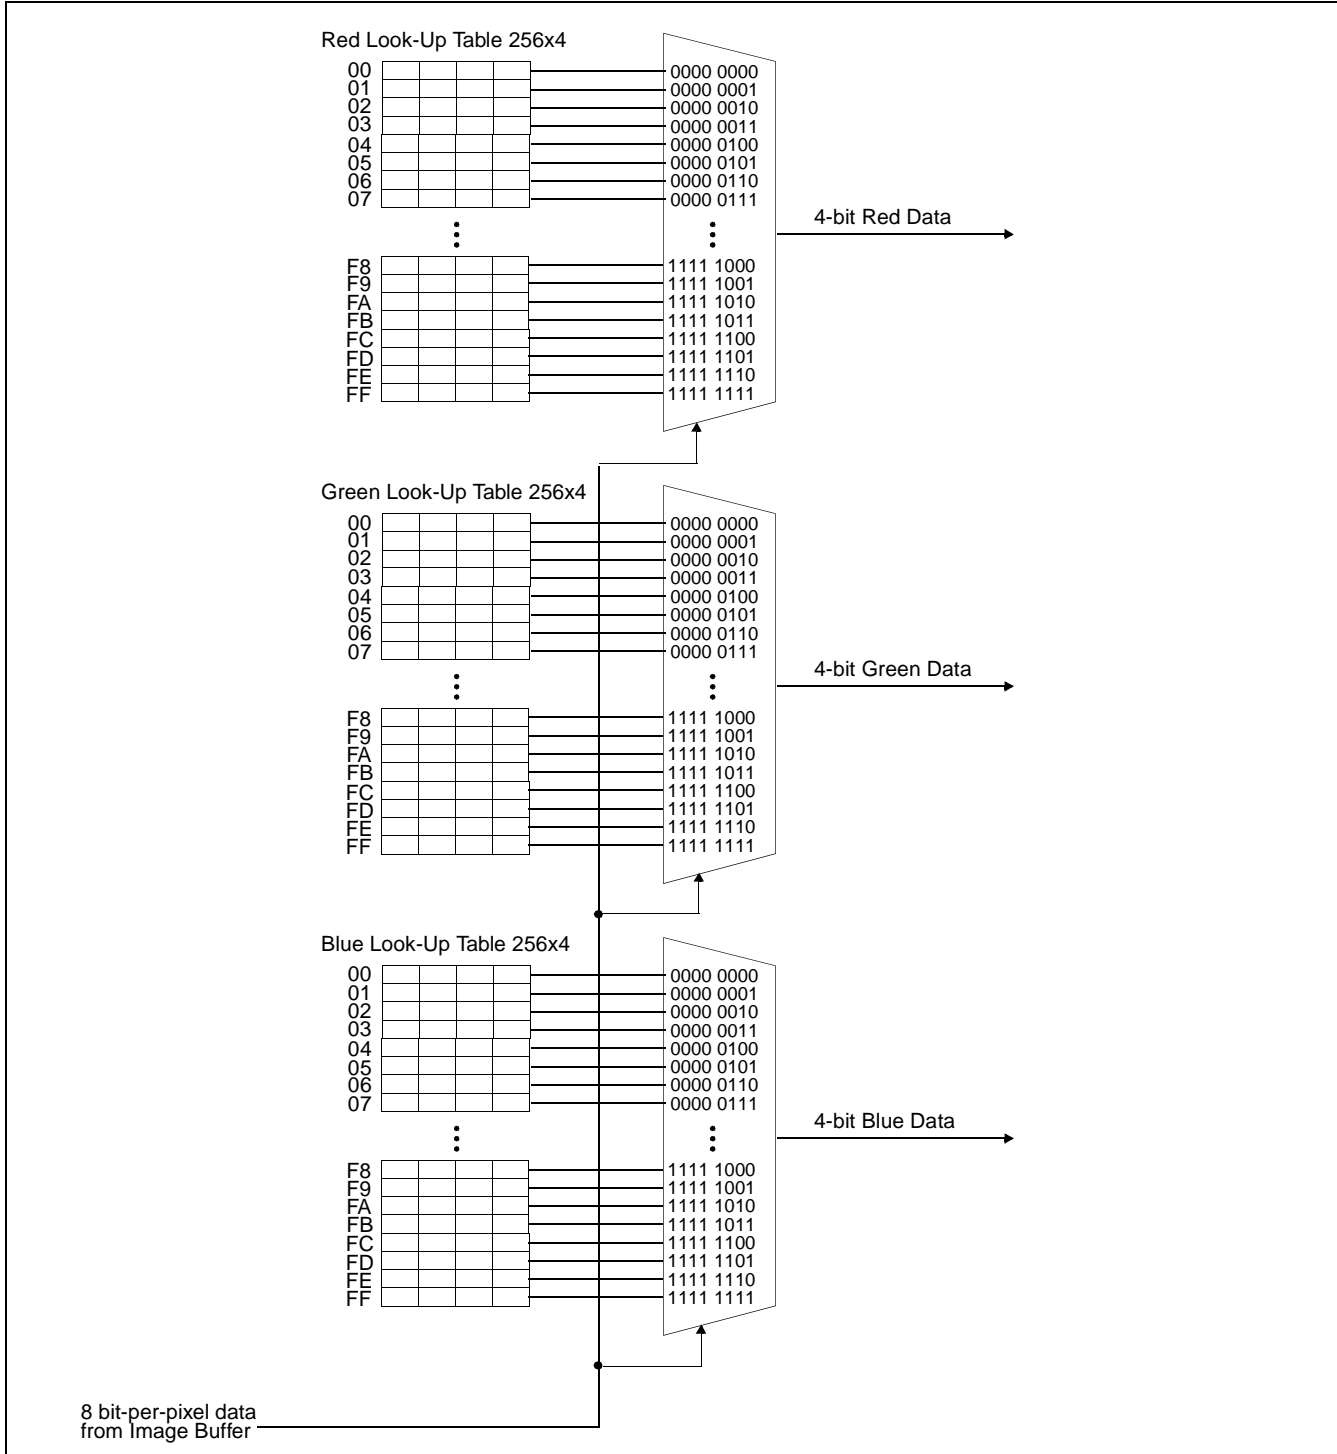 Red Look-Up Table 256x4
00 0000 0000
01 0000 0001
02 0000 0010
03 0000 0011
04 0000 0100
05 0000 0101
06 0000 0110
07 0000 0111
4-bit Red Data
F8 1111 1000
F9 1111 1001
FA 1111 1010
FB 1111 1011
FC 1111 1100
FD 1111 1101
FE 1111 1110
FF 1111 1111
Green Look-Up Table 256x4
00 0000 0000
01 0000 0001
02 0000 0010
03 0000 0011
04 0000 0100
05 0000 0101
06 0000 0110
07 0000 0111
4-bit Green Data
F8 1111 1000
F9 1111 1001
FA 1111 1010
FB 1111 1011
FC 1111 1100
FD 1111 1101
FE 1111 1110
FF 1111 1111
Blue Look-Up Table 256x4
00 0000 0000
01 0000 0001
02 0000 0010
03 0000 0011
04 0000 0100
05 0000 0101
06 0000 0110
07 0000 0111
4-bit Blue Data
F8 1111 1000
F9 1111 1001
FA 1111 1010
FB 1111 1011
FC 1111 1100
FD 1111 1101
FE 1111 1110
FF 1111 1111
8 bit-per-pixel data
from Image Buffer